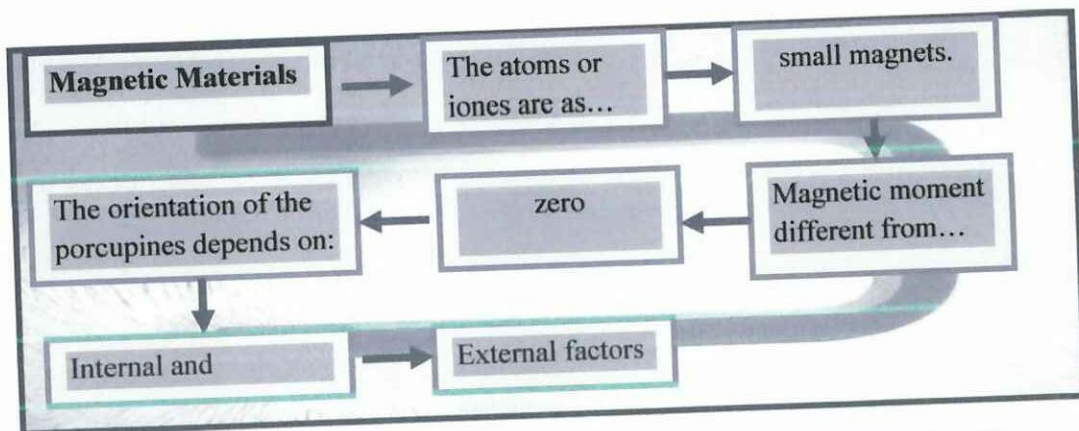 Magnetic Materials
The atoms or
iones are as…
small magnets.
Magnetic moment
different from…
zero
The orientation of the
porcupines depends on:
Internal and
External factors